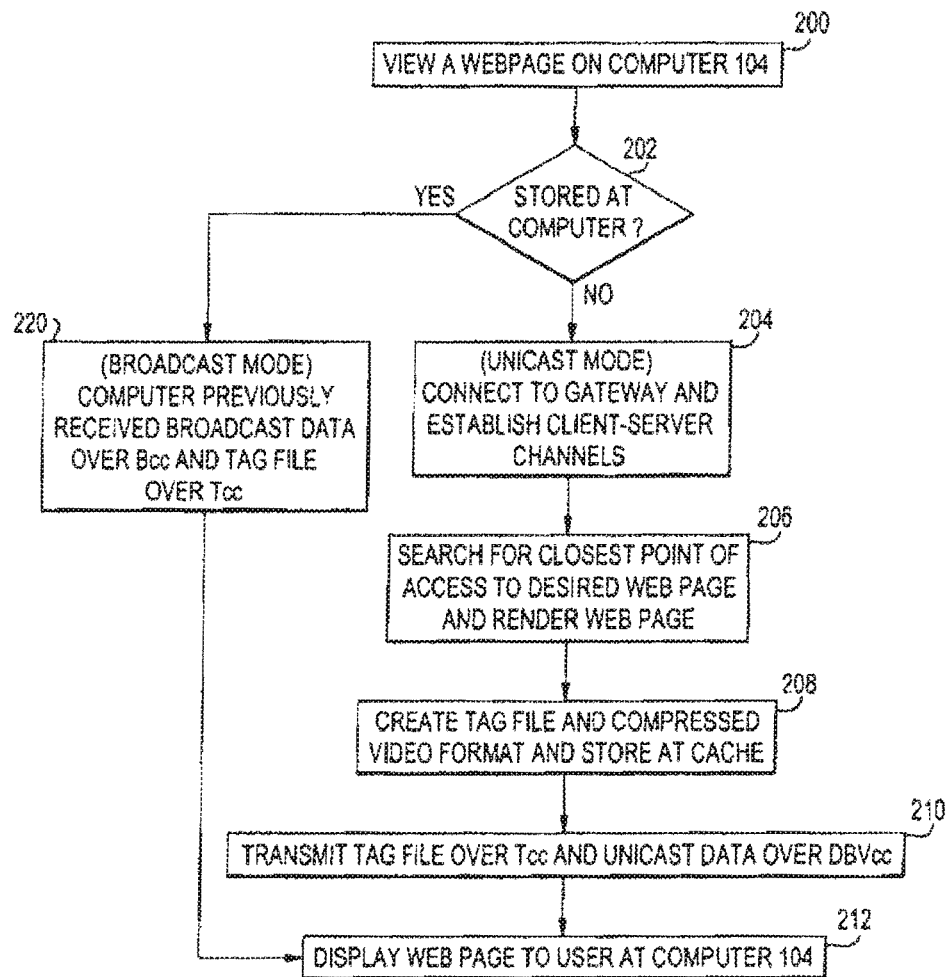 200
VIEW A WEBPAGE ON COMPUTER 104
202
YES
STORED AT
COMPUTER ?
NO
220
(BROADCAST MODE)
COMPUTER PREVIOUSLY
RECEIVED BROADCAST DATA
OVER Bcc AND TAG FILE
OVER Tcc
204
(UNICAST MODE)
CONNECT TO GATEWAY AND
ESTABLISH CLIENT-SERVER
CHANNELS
206
SEARCH FOR CLOSEST POINT OF
ACCESS TO DESIRED WEB PAGE
AND RENDER WEB PAGE
208
CREATE TAG FILE AND COMPRESSED
VIDEO FORMAT AND STORE AT CACHE
210
TRANSMIT TAG FILE OVER Tcc AND UNICAST DATA OVER DBVcc
212
DISPLAY WEB PAGE TO USER AT COMPUTER 104